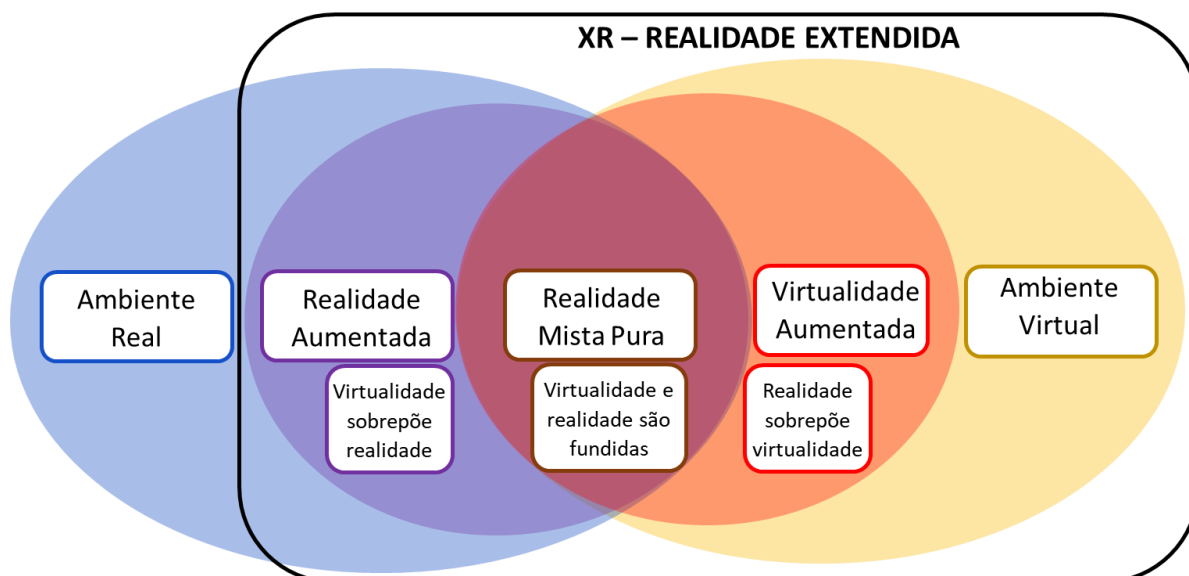 XR – REALIDADE EXTENDIDA
Ambiente
Real
Realidade
Aumentada
Virtualidade
sobrepõe
realidade
Realidade
Mista Pura
Virtualidade e
realidade são
fundidas
Virtualidade
Aumentada
Realidade
sobrepõe
virtualidade
Ambiente
Virtual